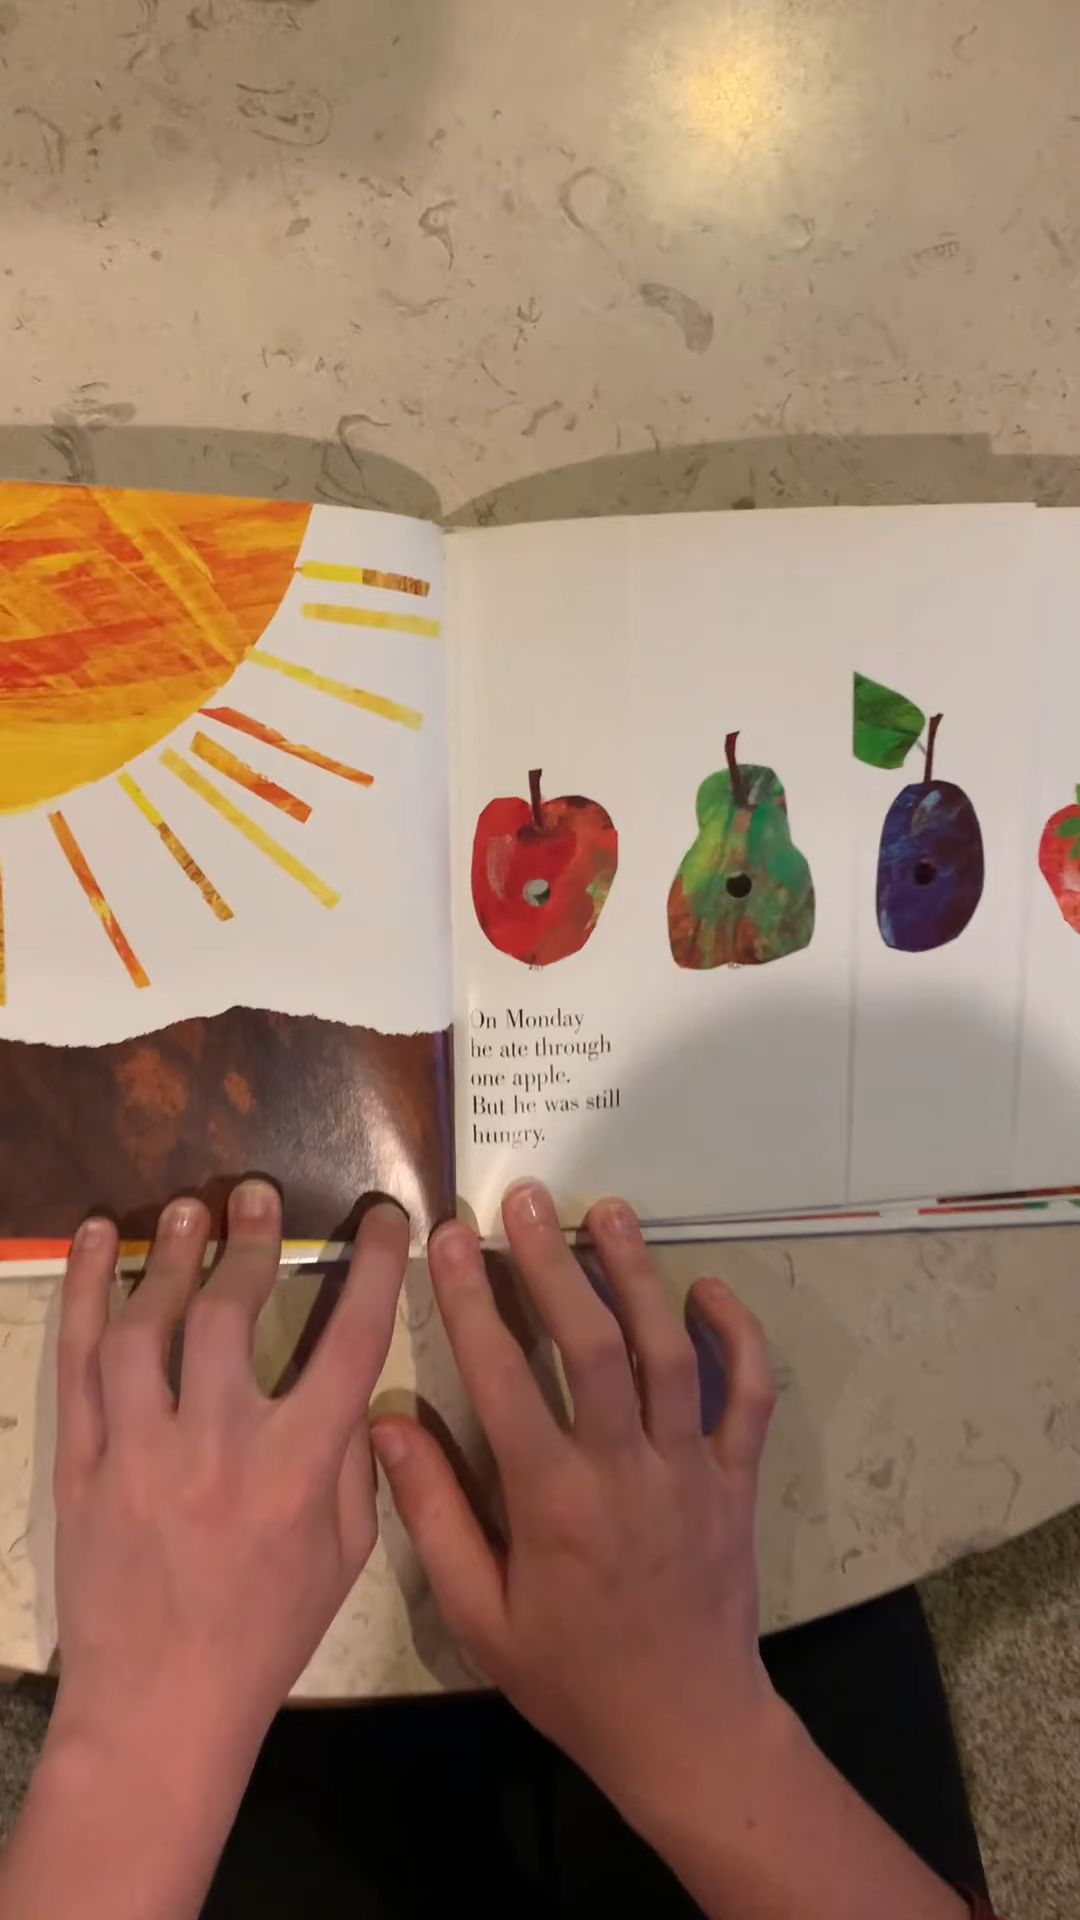 On Monday
he ate through
one apple.
But he was still
hungry.